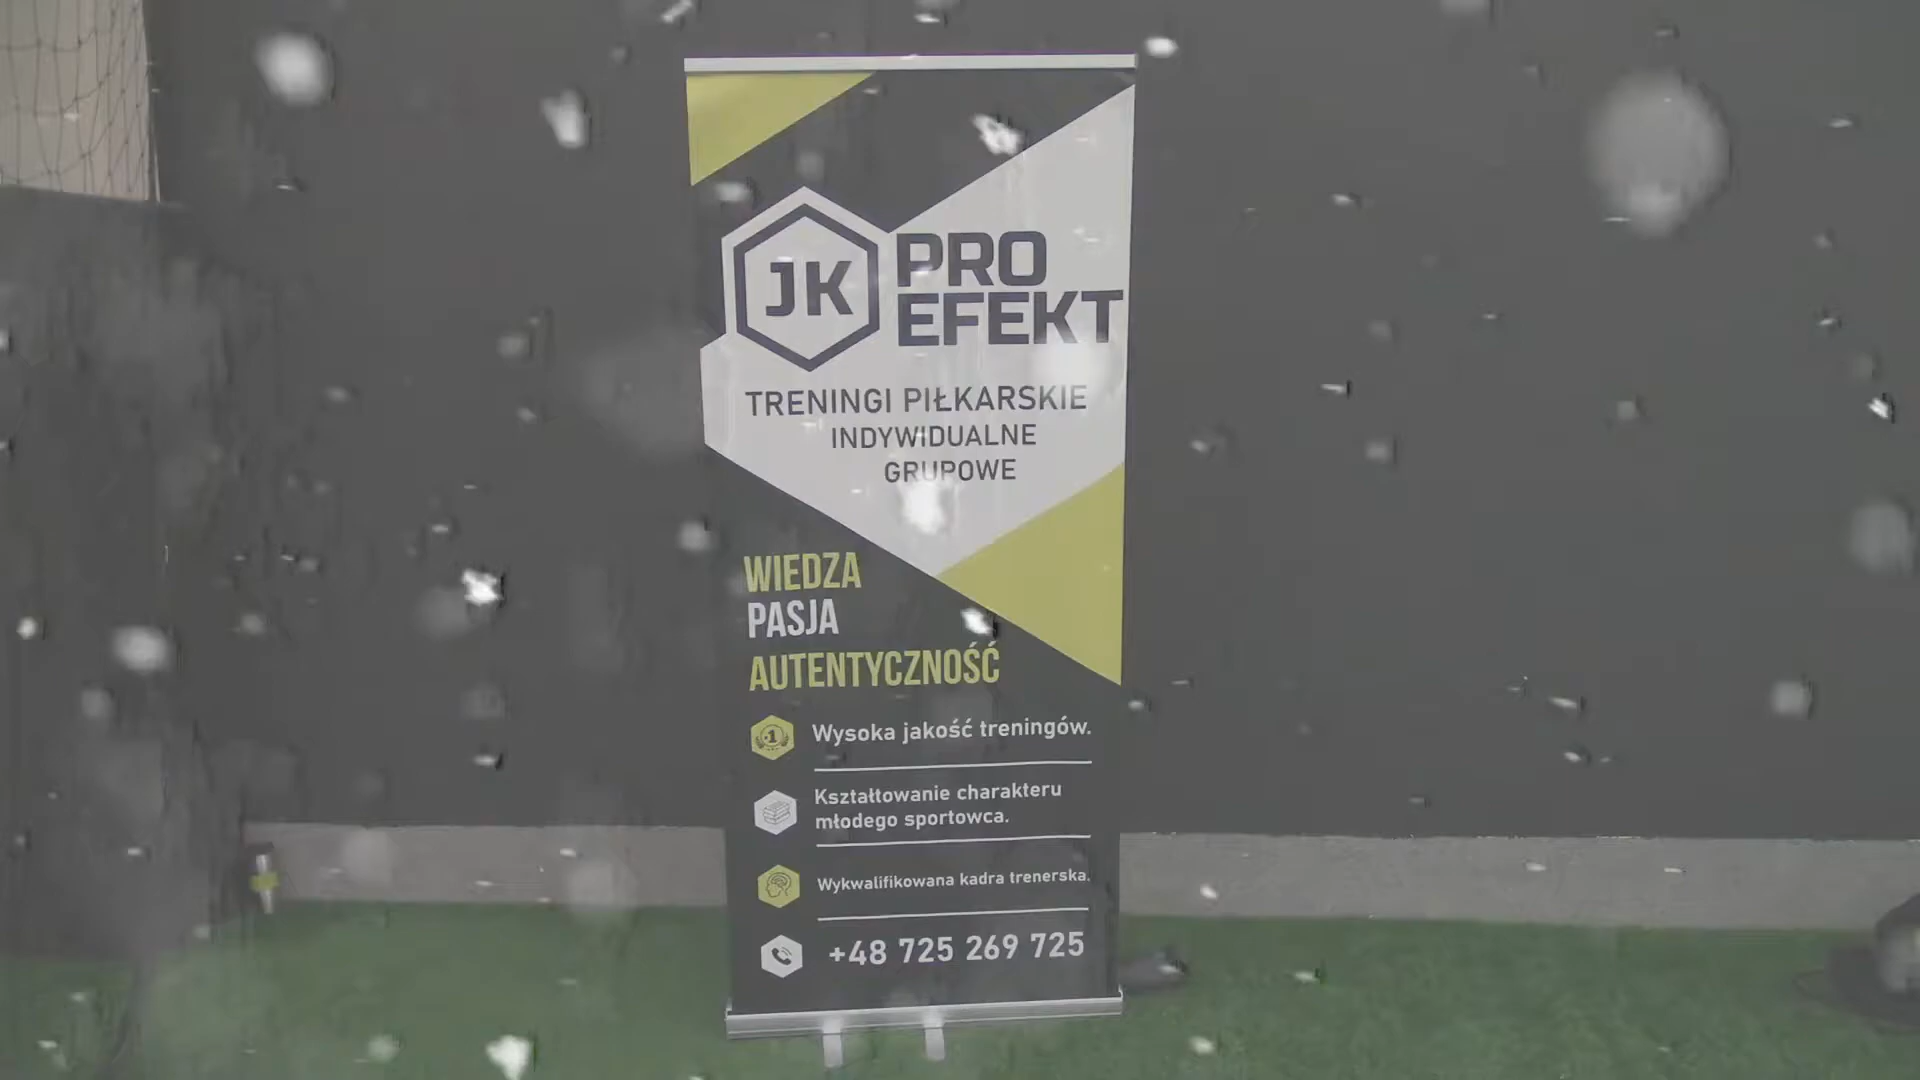 JK
PRO
EFEKT
TRENINGI PIŁKARSKIE
INDYWIDUALNE
GRUPOWE
WIEDZA
PASJA
AUTENTYCZNOŚĆ
1
Wysoka jakość treningów.
Kształtowanie charakteru
młodego sportowca.
Wykwalifikowana kadra trenerska.
+48 725 269 725